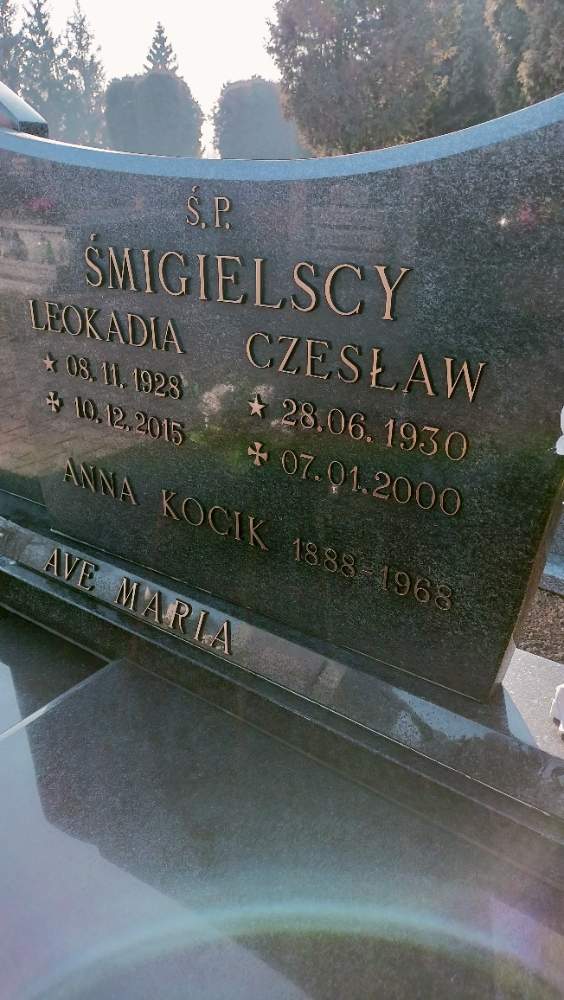 Ś.P.
ŚMIGIELSCY
LEOKADIA
★ 08.11.1928
✠ 10.12.2015
CZESŁAW
★ 28.06.1930
✠ 07.01.2000
ANNA KOCIK 1888-1968
AVE MARIA